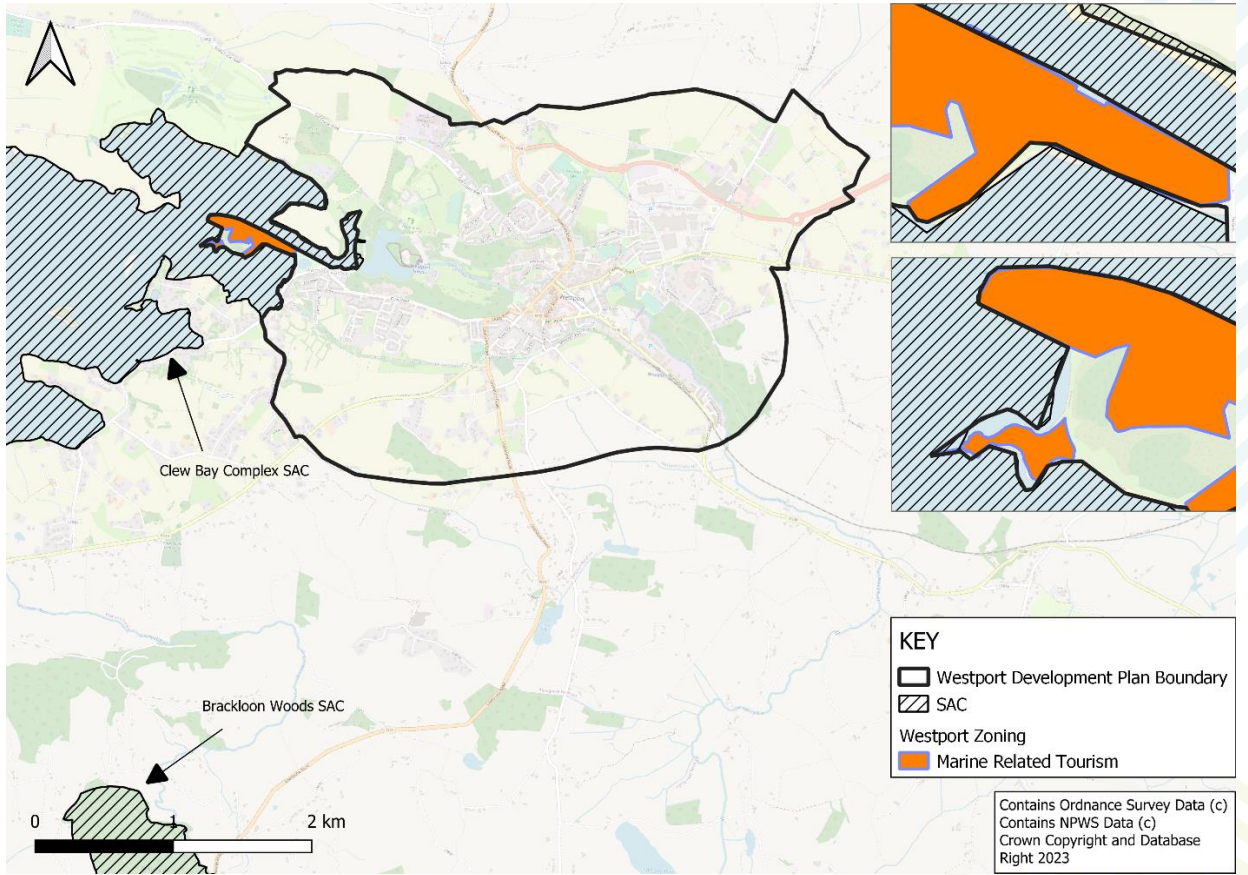 Clew Bay Complex SAC
Brackloon Woods SAC
0 1 2 km
KEY
Westport Development Plan Boundary
SAC
Westport Zoning
Marine Related Tourism
Contains Ordnance Survey Data (c)
Contains NPWS Data (c)
Crown Copyright and Database
Right 2023
Westport